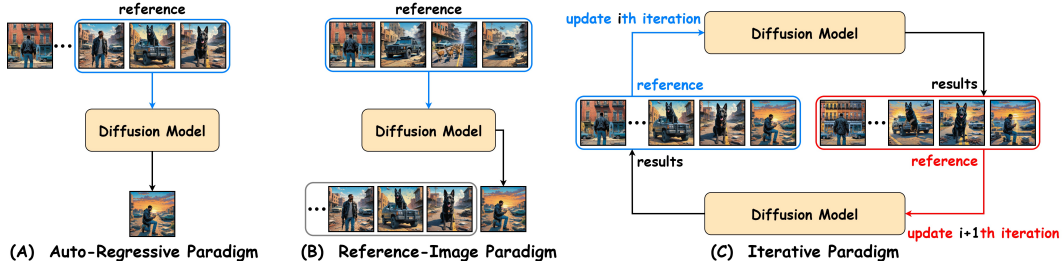 reference
Diffusion Model
(A) Auto-Regressive Paradigm
reference
Diffusion Model
(B) Reference-Image Paradigm
update ith iteration
Diffusion Model
reference
results
results
reference
Diffusion Model
update i+1th iteration
(C) Iterative Paradigm